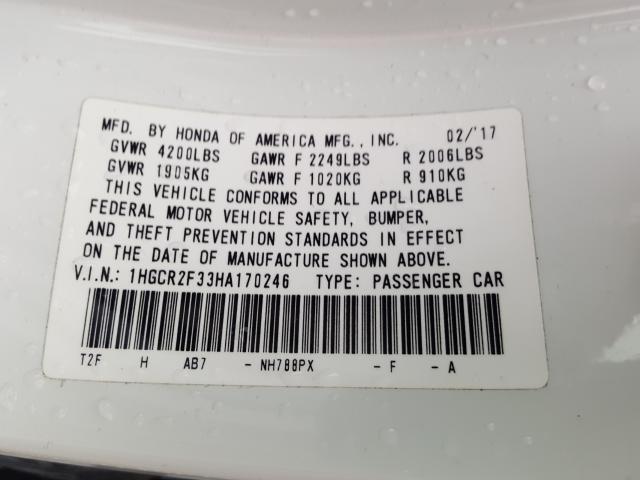 MFD. BY HONDA OF AMERICA MFG., INC. 02/'17
GVWR 4200LBS GAWR F 2249LBS R 2006LBS
GVWR 1905KG GAWR F 1020KG R 910KG
THIS VEHICLE CONFORMS TO ALL APPLICABLE
FEDERAL MOTOR VEHICLE SAFETY, BUMPER,
AND THEFT PREVENTION STANDARDS IN EFFECT
ON THE DATE OF MANUFACTURE SHOWN ABOVE.
V.I.N.: 1HGCR2F33HA170246 TYPE: PASSENGER CAR
T2F H AB7 - NH788PX - F - A